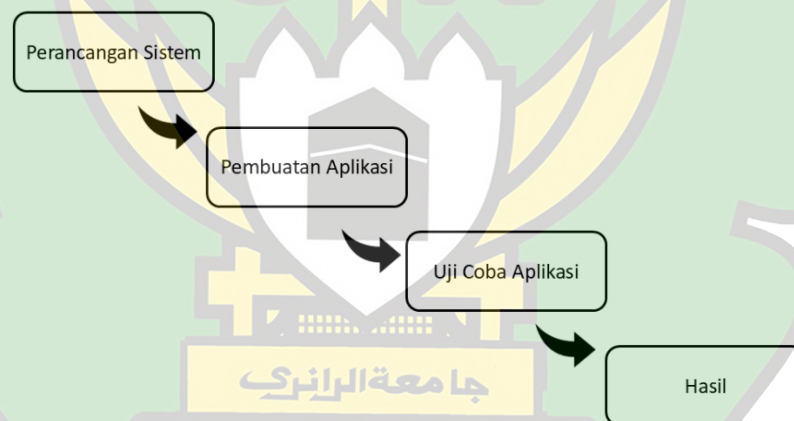 Perancangan Sistem
Pembuatan Aplikasi
Uji Coba Aplikasi
جامعة الرانري
Hasil